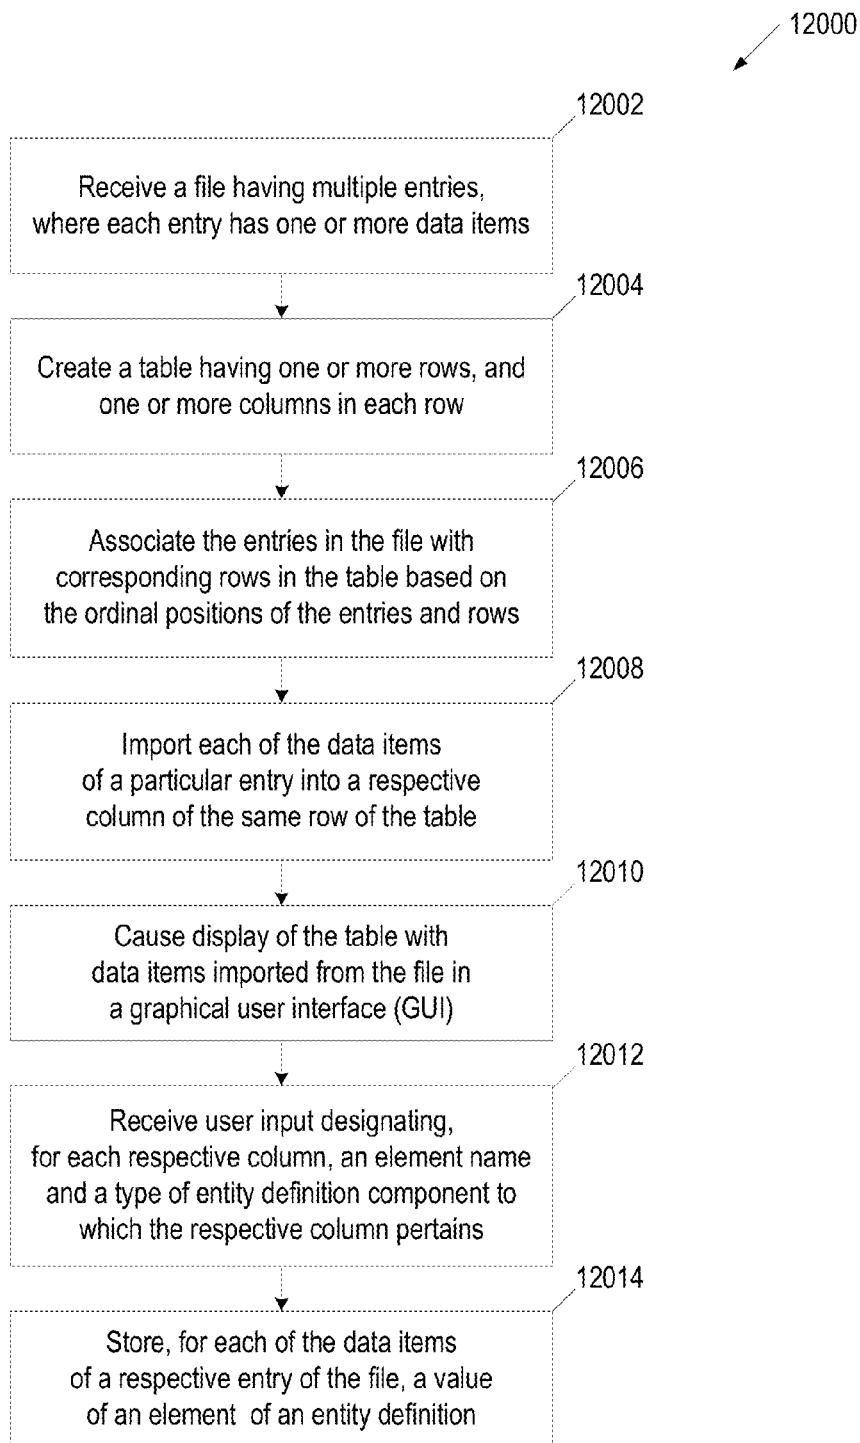 12000
12002
Receive a file having multiple entries,
where each entry has one or more data items
12004
Create a table having one or more rows, and
one or more columns in each row
12006
Associate the entries in the file with
corresponding rows in the table based on
the ordinal positions of the entries and rows
12008
Import each of the data items
of a particular entry into a respective
column of the same row of the table
12010
Cause display of the table with
data items imported from the file in
a graphical user interface (GUI)
12012
Receive user input designating,
for each respective column, an element name
and a type of entity definition component to
which the respective column pertains
12014
Store, for each of the data items
of a respective entry of the file, a value
of an element of an entity definition